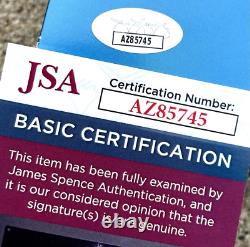 JSA
AZ85745
JSA
Certification Number:
AZ85745
BASIC CERTIFICATION
This item has been fully examined by
James Spence Authentication, and
it is our considered opinion that the
signature(s) is/are genuine.